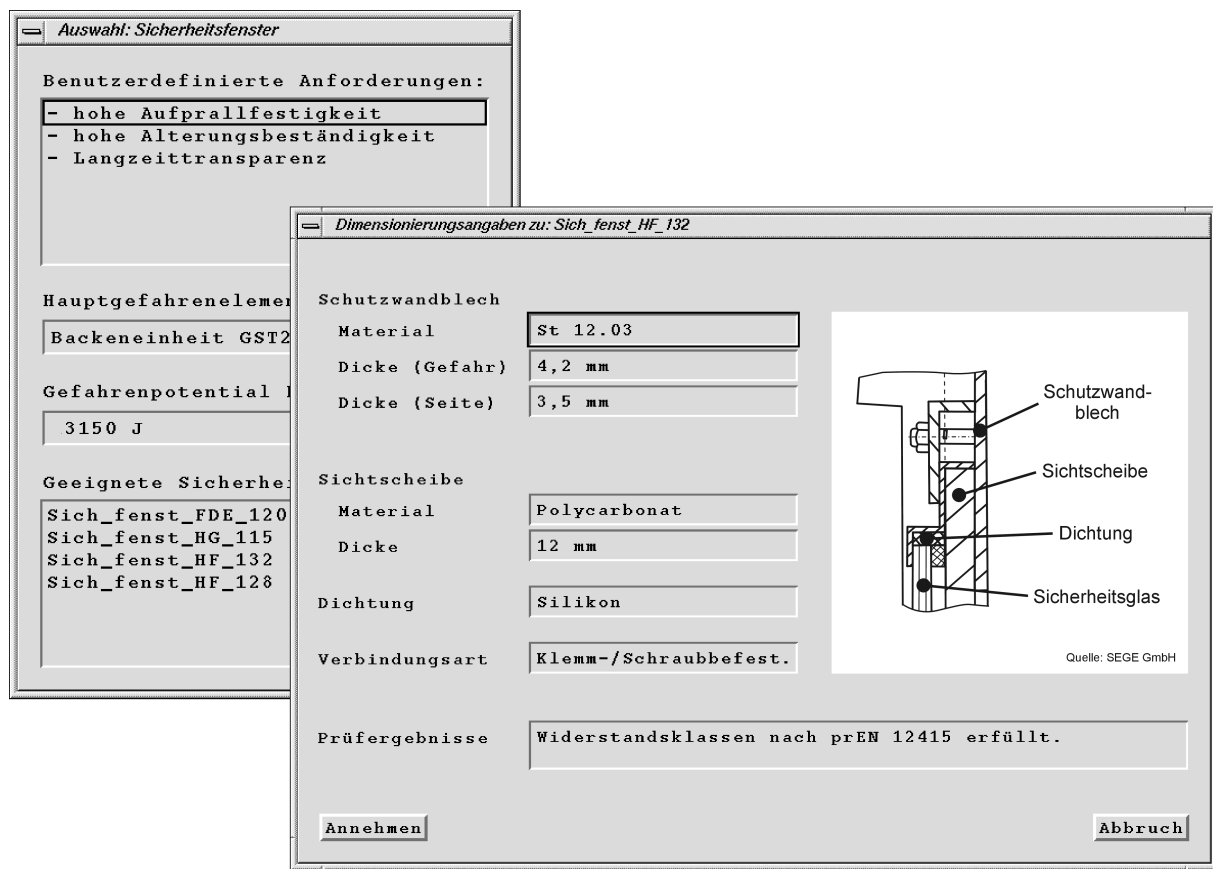 Auswahl: Sicherheitsfenster
Benutzerdefinierte Anforderungen:
- hohe Aufprallfestigkeit
- hohe Alterungsbeständigkeit
- Langzeittransparenz
Hauptgefahrenelemen
Backeneinheit GST2
Gefahrenpotential
3150 J
Geeignete Sicherhei
Sich_fenst_FDE_120
Sich_fenst_HG_115
Sich_fenst_HF_132
Sich_fenst_HF_128
Dimensionierungsangaben zu: Sich_fenst_HF_132
Schutzwandblech
Material St 12.03
Dicke (Gefahr) 4,2 mm
Dicke (Seite) 3,5 mm
Sichtscheibe
Material Polycarbonat
Dicke 12 mm
Dichtung Silikon
Verbindungsart Klemm-/Schraubbefest.
Prüfergebnisse Widerstandsklassen nach prEN 12415 erfüllt.
Schutzwand-
blech
Sichtscheibe
Dichtung
Sicherheitsglas
Quelle: SEGE GmbH
Annehmen
Abbruch